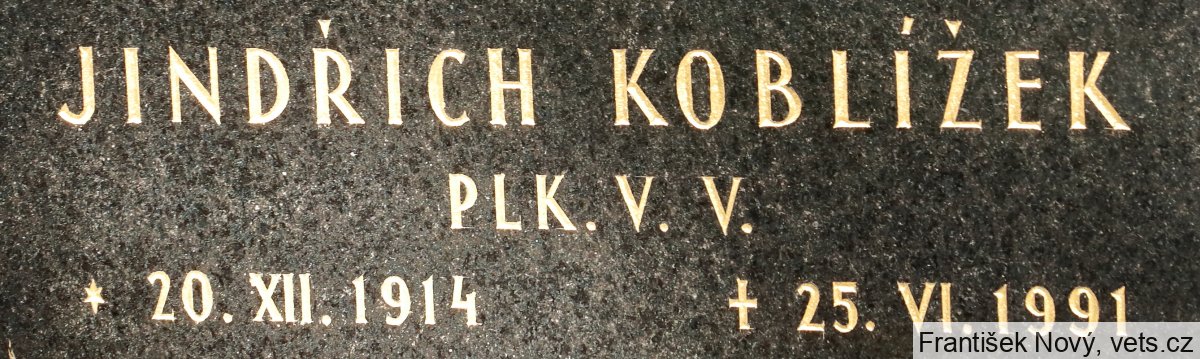 JINDŘICH KOBLÍŽEK
PLK. V. V.
* 20. XII. 1914 † 25. VI. 1991
František Nový, vets.cz